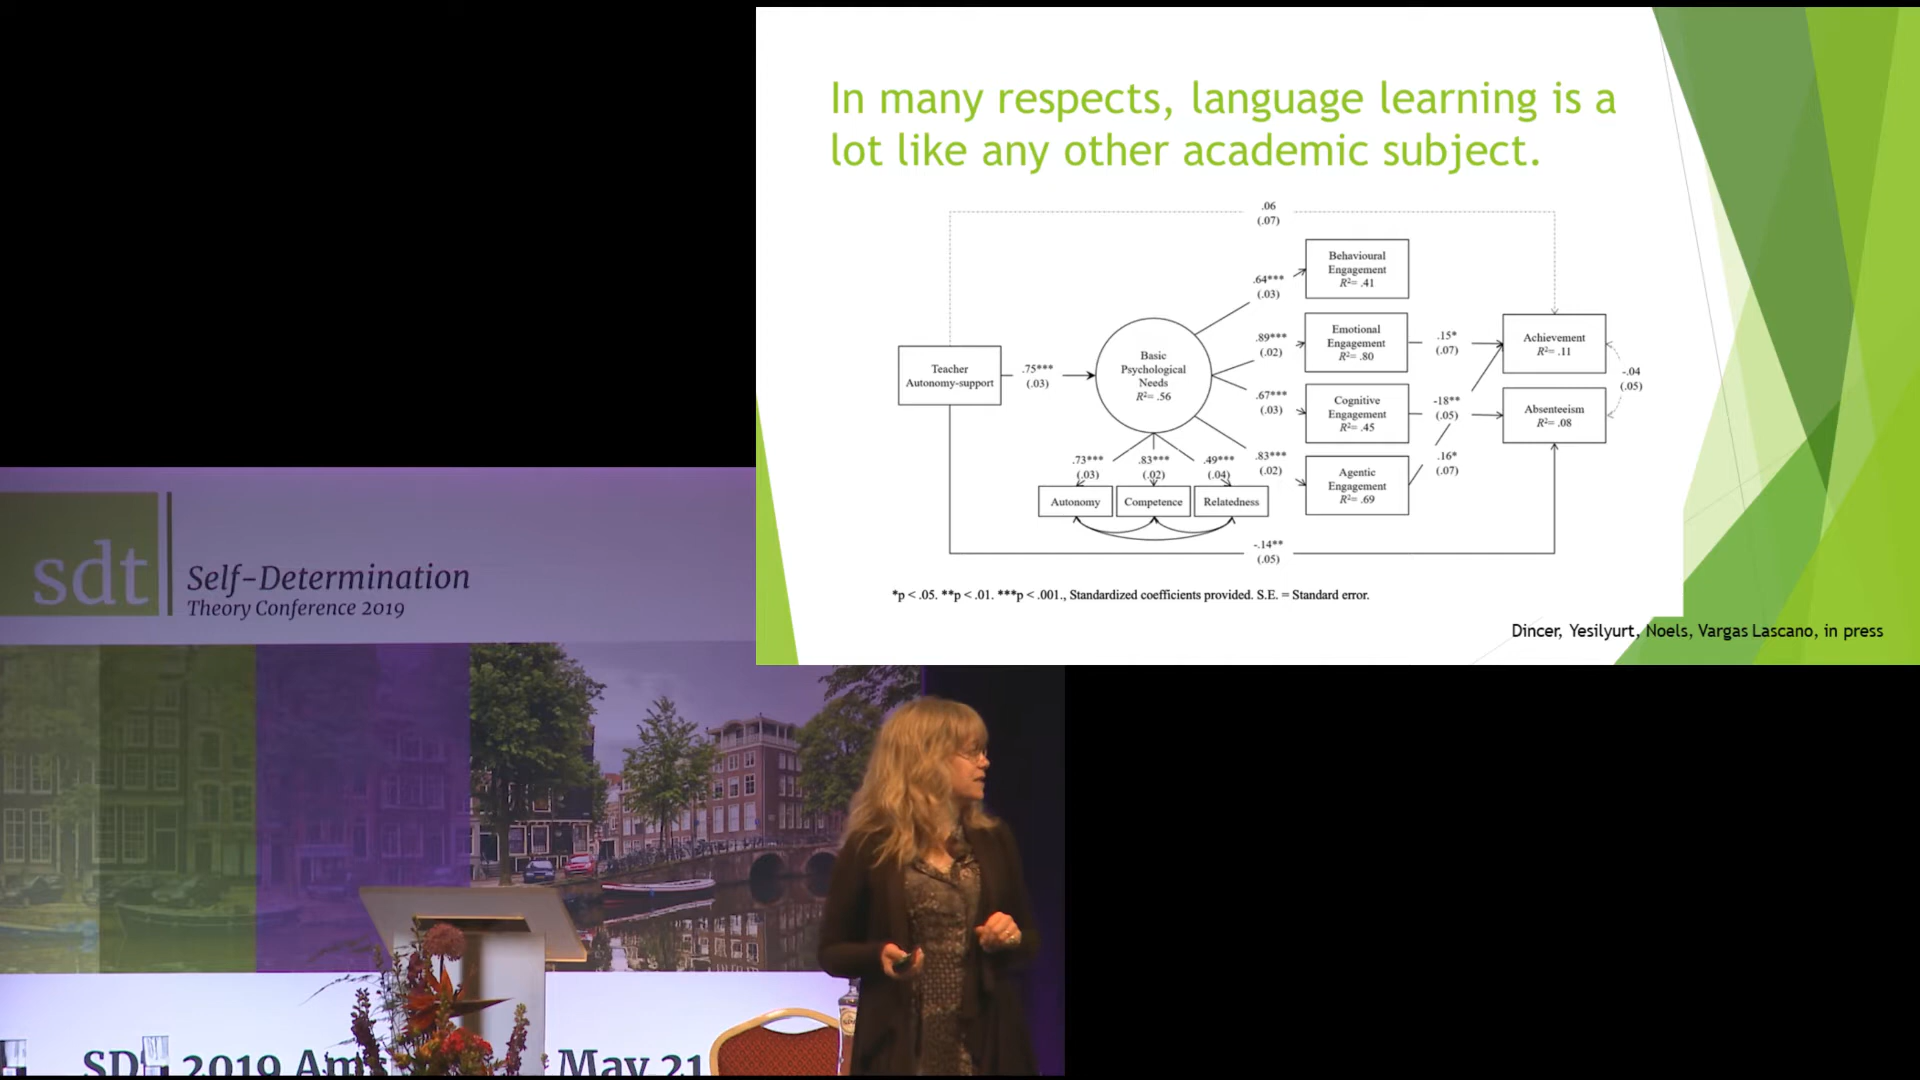 In many respects, language learning is a
lot like any other academic subject.
.06
(.07)
Behavioural
Engagement
R²= .41
.64***
(.03)
Emotional
Engagement
R²= .80
.89***
(.02)
.15*
(.07)
Achievement
R²= .11
Teacher
Autonomy-support
.75***
(.03)
Basic
Psychological
Needs
R²= .56
-.04
(.05)
Cognitive
Engagement
R²= .45
.67***
(.03)
-18**
(.05)
Absenteeism
R²= .08
.73***
(.03)
.83***
(.02)
.49***
(.04)
.83***
(.02)
.16*
(.07)
Agentic
Engagement
R²= .69
Autonomy
Competence
Relatedness
-.14**
(.05)
*p < .05. **p < .01. ***p < .001., Standardized coefficients provided. S.E. = Standard error.
Dincer, Yesilyurt, Noels, Vargas Lascano, in press
sdt
Self-Determination
Theory Conference 2019
2019
May 21